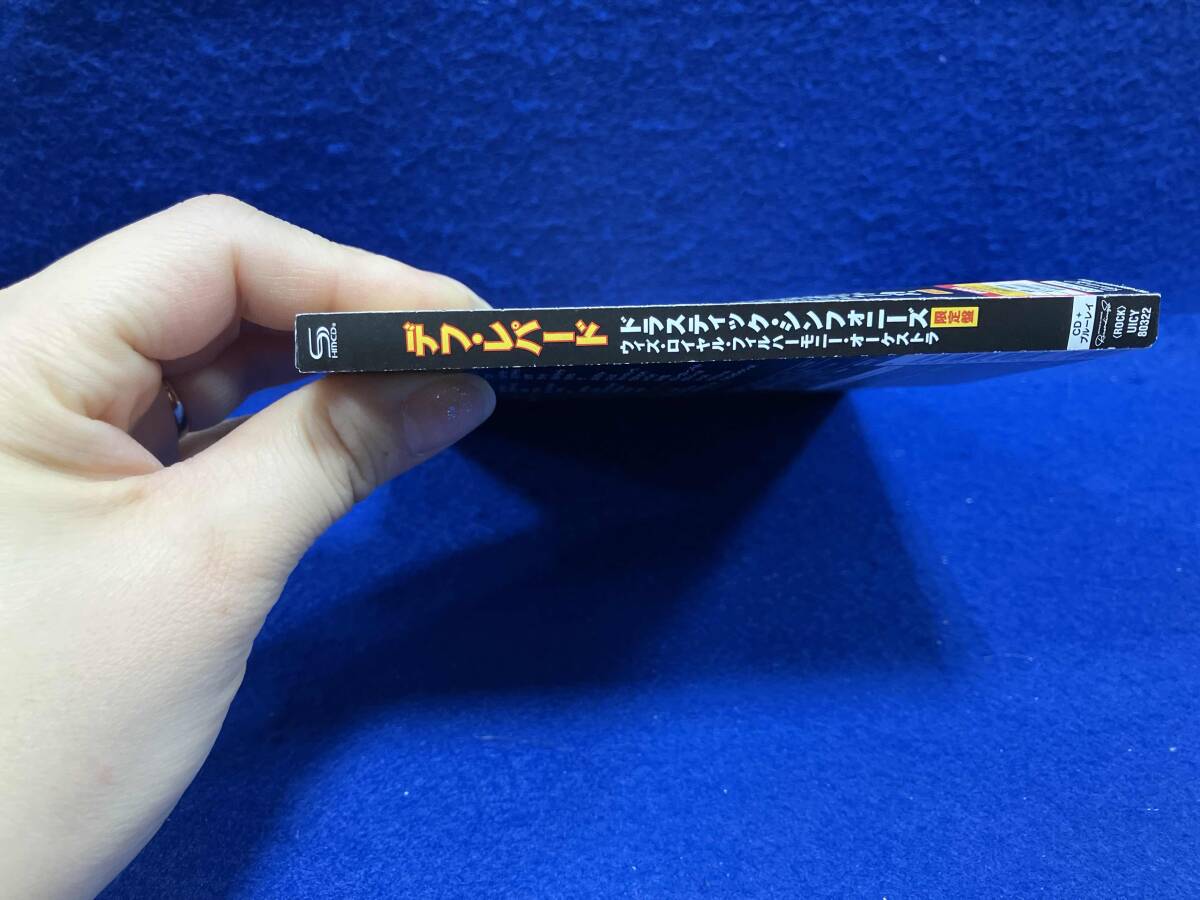 S
HMCD
デフ・レパード
ドラスティック・シンフォニーズ
ウィズ・ロイヤル・フィルハーモニー・オーケストラ
限定盤
CD+
ブルーレイ
(ROCK)
UICY
80322